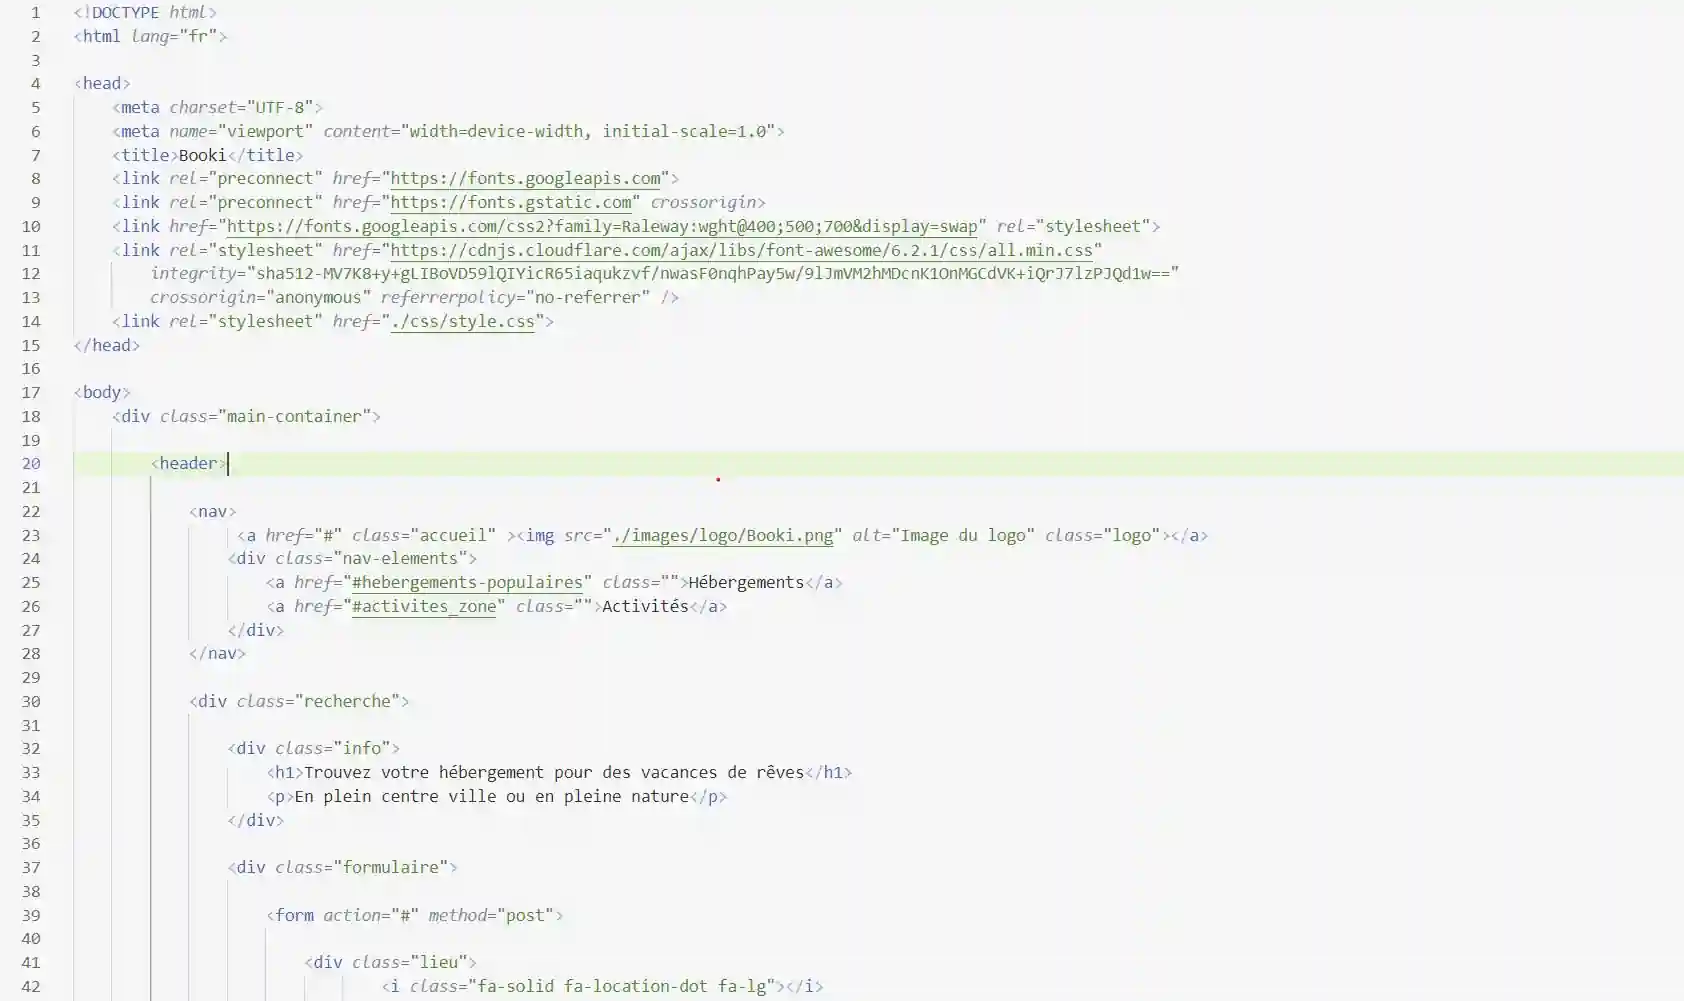 1 <!DOCTYPE html>
2 <html lang="fr">
3
4 <head>
5 <meta charset="UTF-8">
6 <meta name="viewport" content="width=device-width, initial-scale=1.0">
7 <title>Booki</title>
8 <link rel="preconnect" href="https://fonts.googleapis.com">
9 <link rel="preconnect" href="https://fonts.gstatic.com" crossorigin>
10 <link href="https://fonts.googleapis.com/css2?family=Raleway:wght@400;500;700&display=swap" rel="stylesheet">
11 <link rel="stylesheet" href="https://cdnjs.cloudflare.com/ajax/libs/font-awesome/6.2.1/css/all.min.css"
12 integrity="sha512-MV7K8+y+gLIBoVD59lQIYicR65iaqukzvf/nwasF0nqhPay5w/9lJmVM2hMDcnK1OnMGCdVK+iQrJ7lzPJQd1w=="
13 crossorigin="anonymous" referrerpolicy="no-referrer" />
14 <link rel="stylesheet" href="./css/style.css">
15 </head>
16
17 <body>
18 <div class="main-container">
19
20 <header>
21
22 <nav>
23 <a href="#" class="accueil" ><img src="./images/logo/Booki.png" alt="Image du logo" class="logo"></a>
24 <div class="nav-elements">
25 <a href="#hebergements-populaires" class="">Hébergements</a>
26 <a href="#activites_zone" class="">Activités</a>
27 </div>
28 </nav>
29
30 <div class="recherche">
31
32 <div class="info">
33 <h1>Trouvez votre hébergement pour des vacances de rêves</h1>
34 <p>En plein centre ville ou en pleine nature</p>
35 </div>
36
37 <div class="formulaire">
38
39 <form action="#" method="post">
40
41 <div class="lieu">
42 <i class="fa-solid fa-location-dot fa-lg"></i>